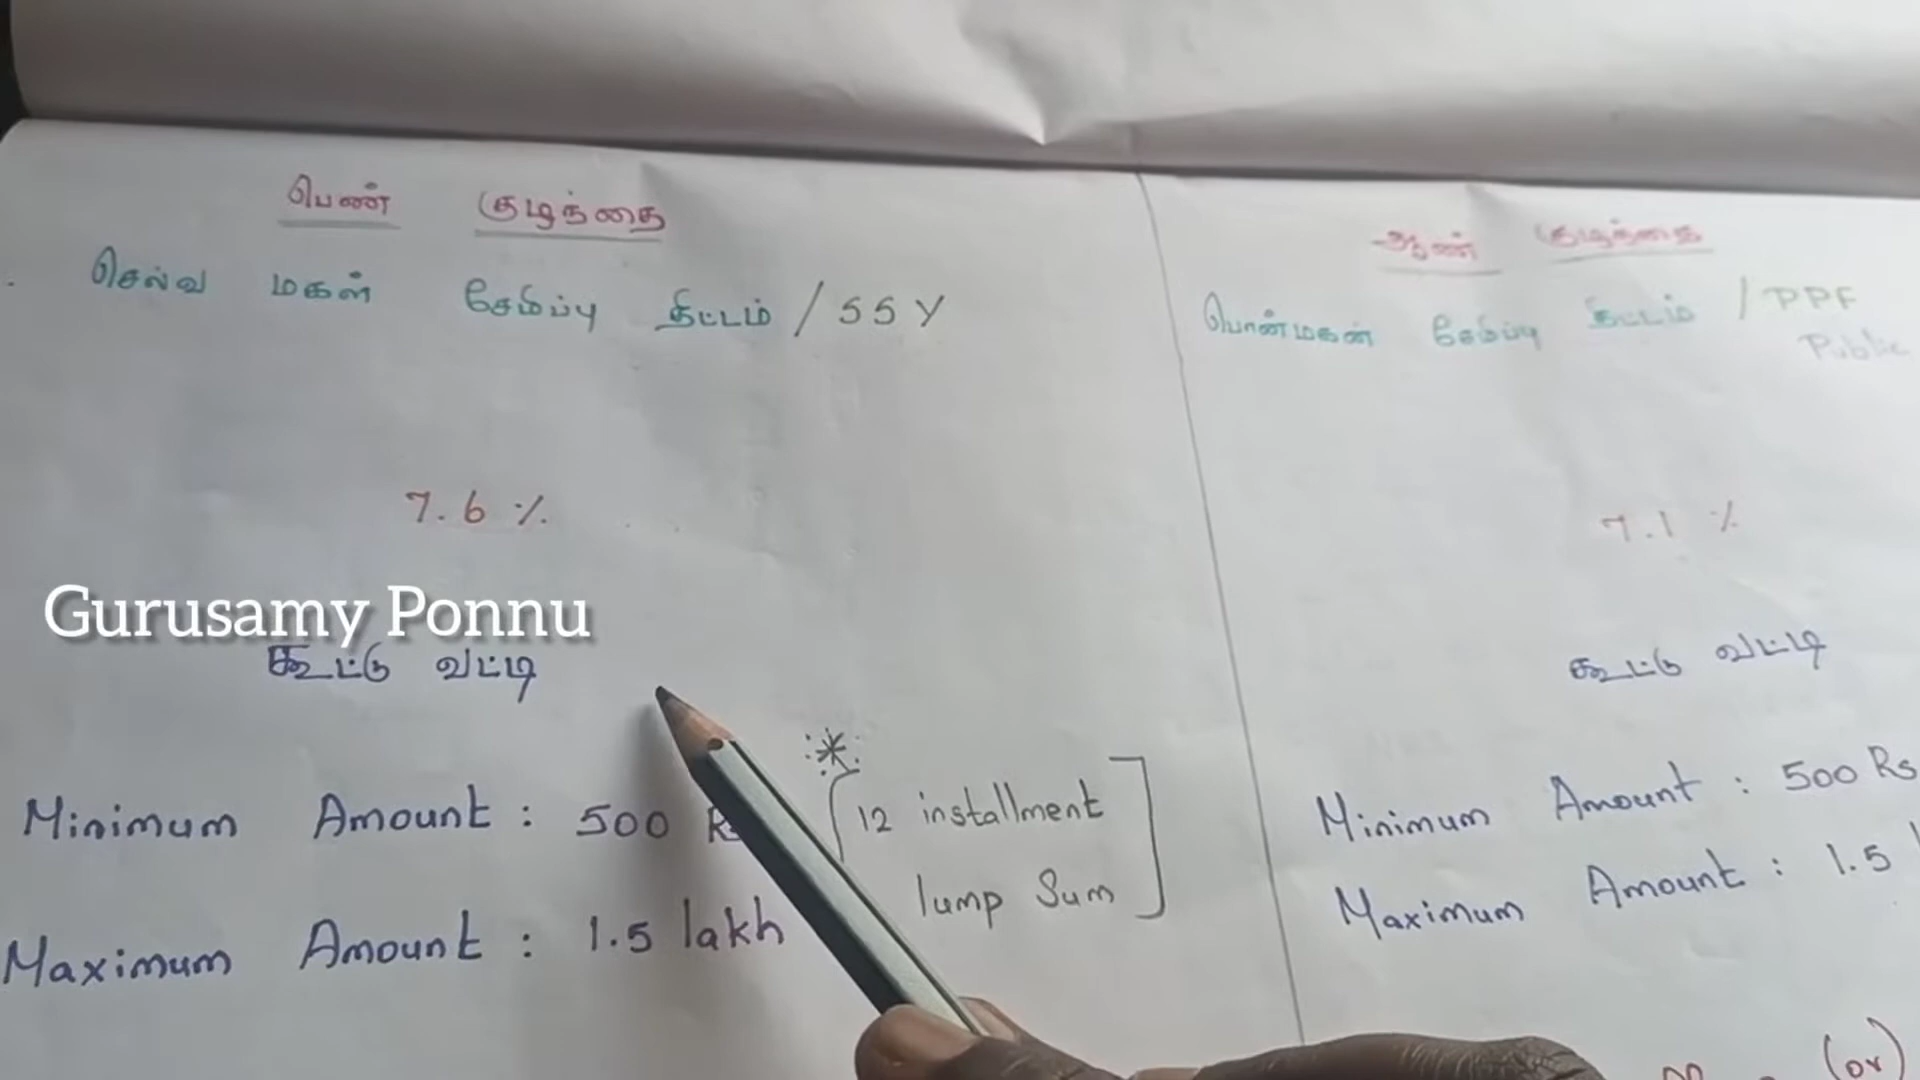 பெண் குழந்தை
செல்வ மகள் சேமிப்பு திட்டம் / SSY
7.6 %
Gurusamy Ponnu
கூட்டு வட்டி
Minimum Amount : 500 Rs
12 installment
lump Sum
Maximum Amount : 1.5 lakh
ஆண் குழந்தை
பொன்மகன் சேமிப்பு திட்டம் / PPF
Public
7.1 %
கூட்டு வட்டி
Minimum Amount : 500 Rs
Maximum Amount : 1.5
(or)